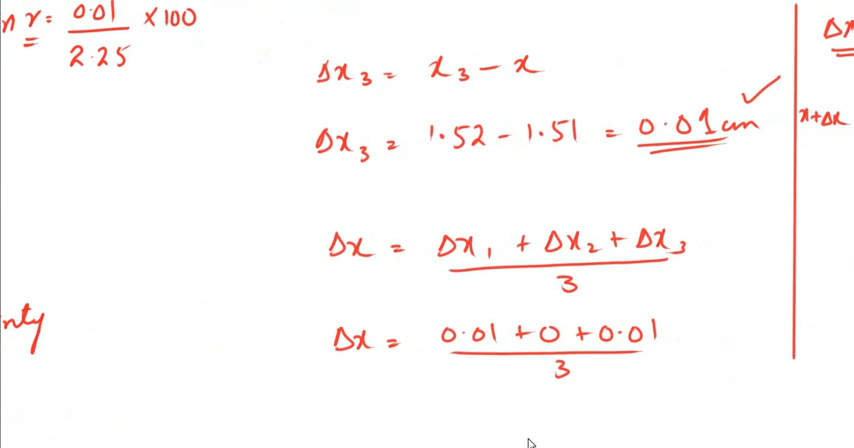 n r = 0.01 / 2.25 × 100
Δx₃ = x₃ - x
Δx₃ = 1.52 - 1.51 = 0.01 cm ✓
Δx = Δx₁ + Δx₂ + Δx₃ / 3
Δx = 0.01 + 0 + 0.01 / 3
nty
x+Δx